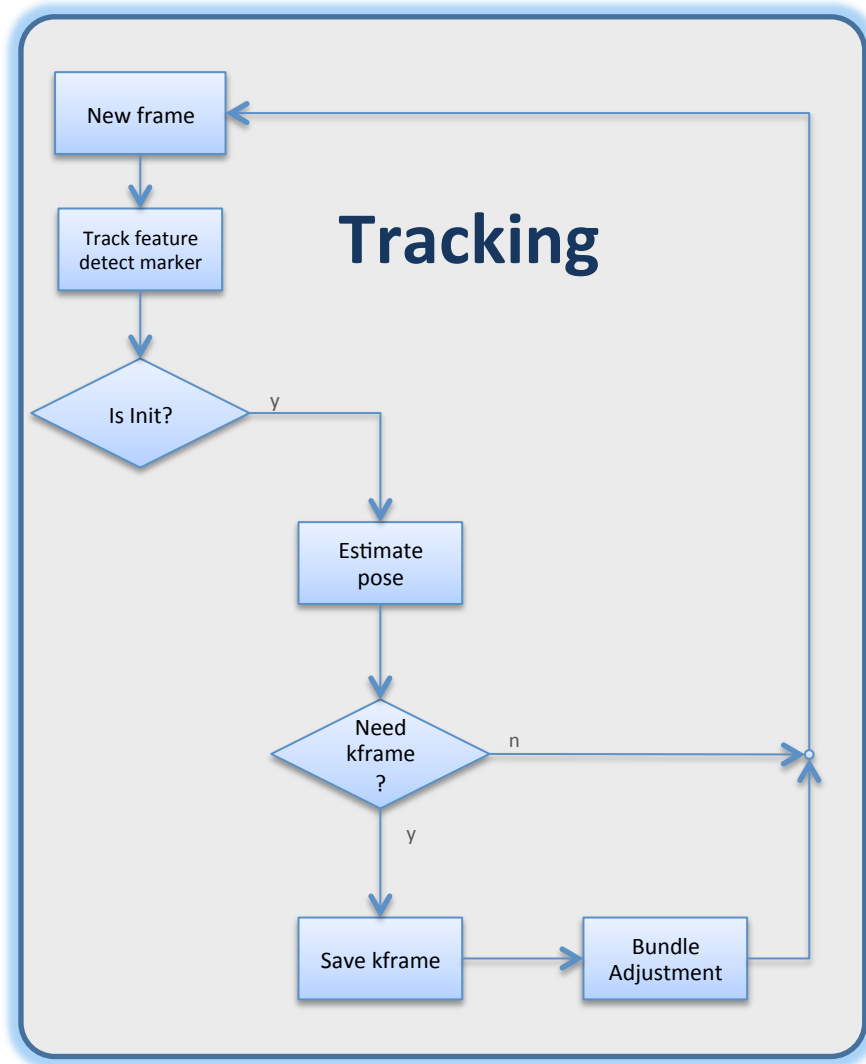 New frame
Tracking
Track feature
detect marker
Is Init?
y
Estimate
pose
Need
kframe
?
n
y
Save kframe
Bundle
Adjustment